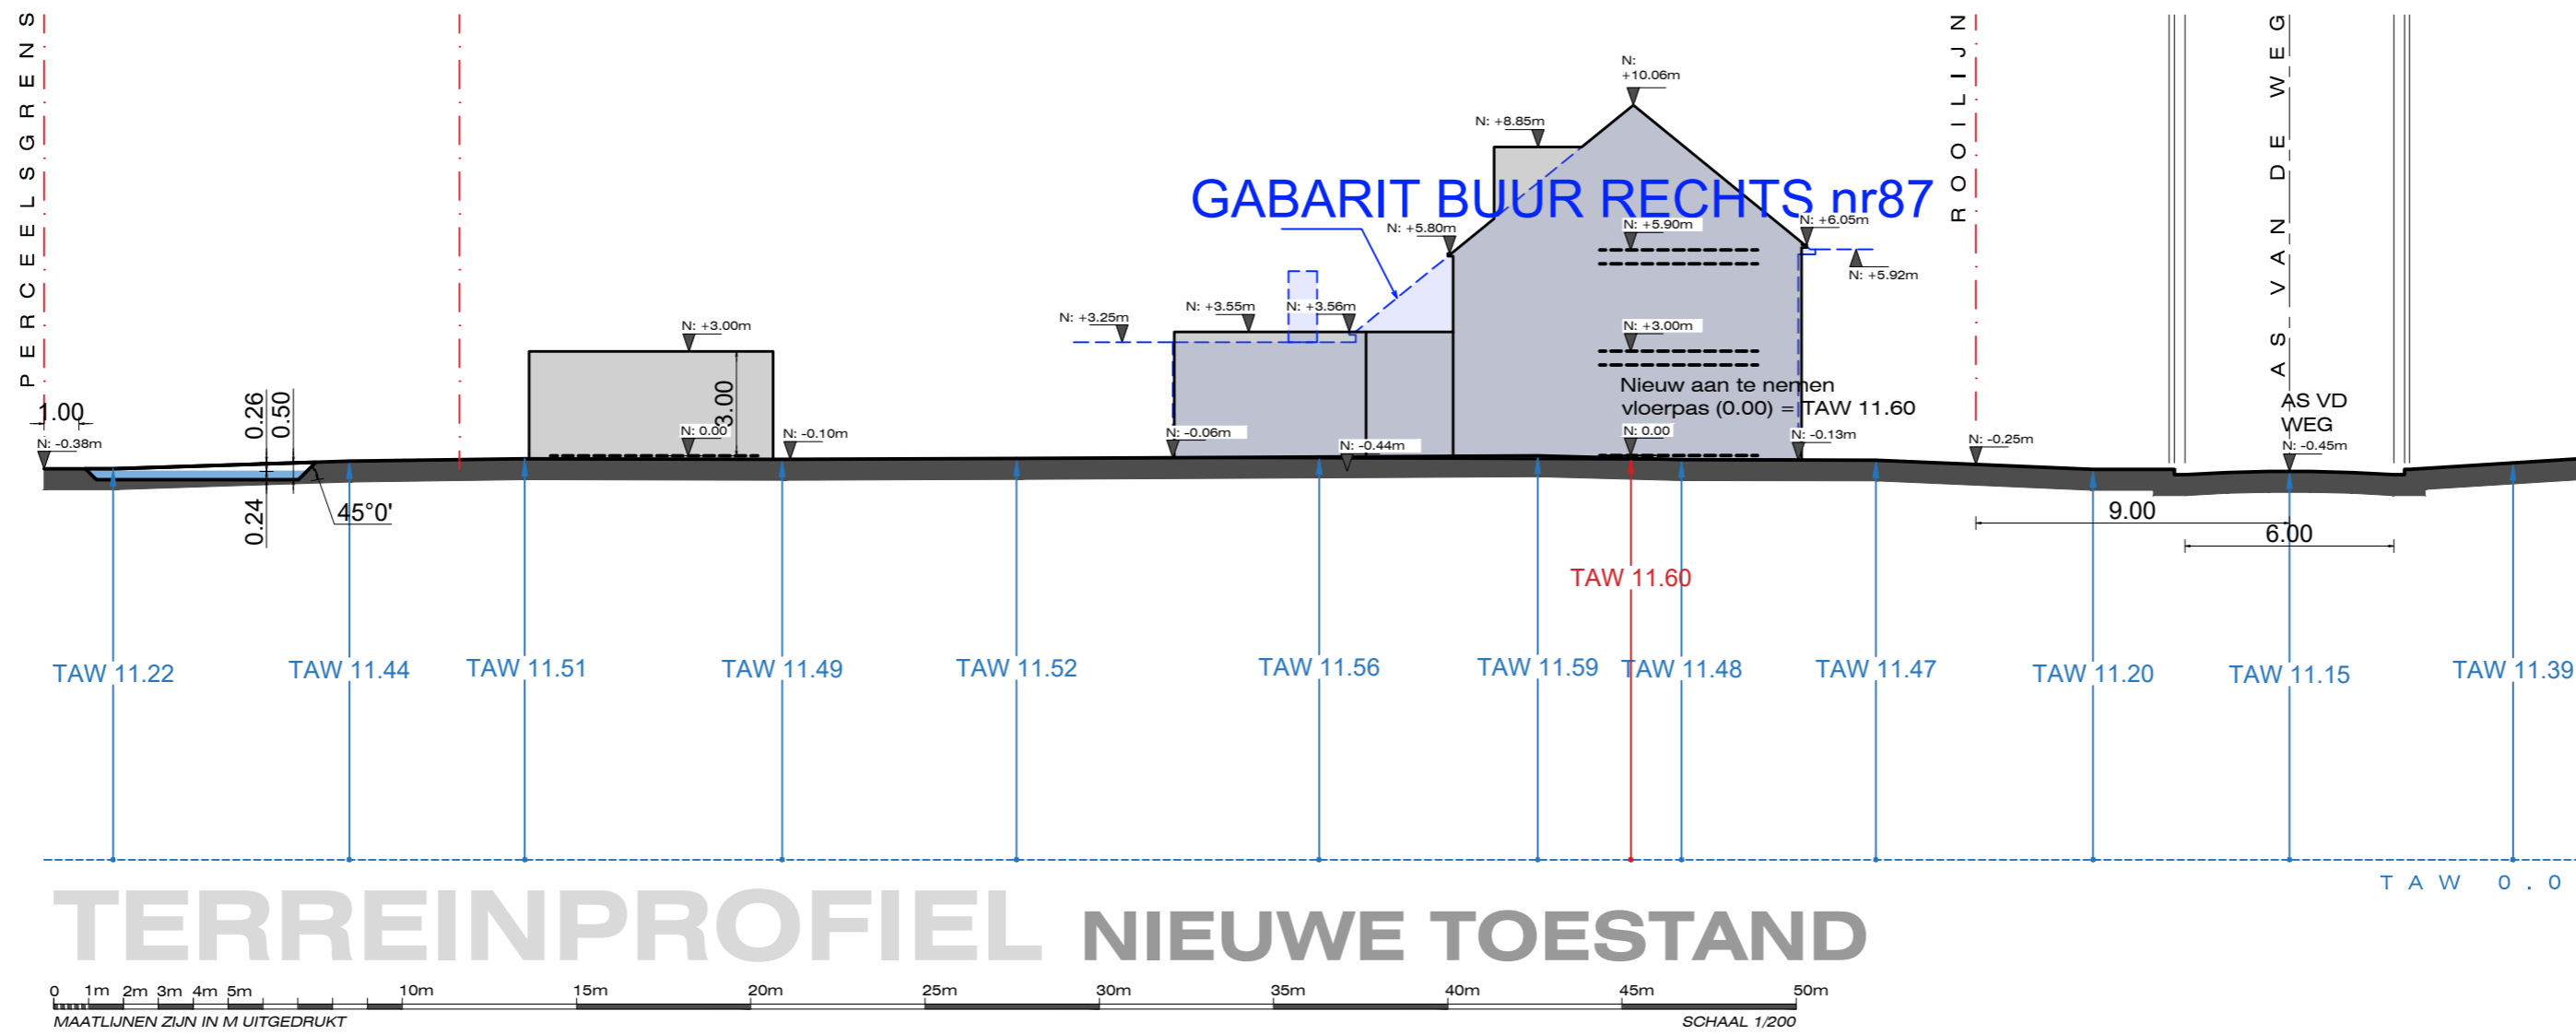 PERCEELSGRENS
ROOILIJN
AS VAN DE WEG
N:
+10.06m
N: +8.85m
GABARIT BUUR RECHTS nr87
N: +5.80m
N: +5.90m
N: +6.05m
N: +5.92m
N: +3.25m
N: +3.55m
N: +3.56m
N: +3.00m
N: +3.00m
3.00
Nieuw aan te nemen
vloerpas (0.00) = TAW 11.60
AS VD
WEG
1.00
0.26
0.50
N: -0.38m
N: 0.00
N: -0.10m
N: -0.06m
N: -0.44m
N: 0.00
N: -0.13m
N: -0.25m
N: -0.45m
0.24
45°0'
9.00
6.00
TAW 11.60
TAW 11.22
TAW 11.44
TAW 11.51
TAW 11.49
TAW 11.52
TAW 11.56
TAW 11.59
TAW 11.48
TAW 11.47
TAW 11.20
TAW 11.15
TAW 11.39
TAW 0.0
TERREINPROFIEL NIEUWE TOESTAND
0 1m 2m 3m 4m 5m 10m 15m 20m 25m 30m 35m 40m 45m 50m
MAATLIJNEN ZIJN IN M UITGEDRUKT
SCHAAL 1/200